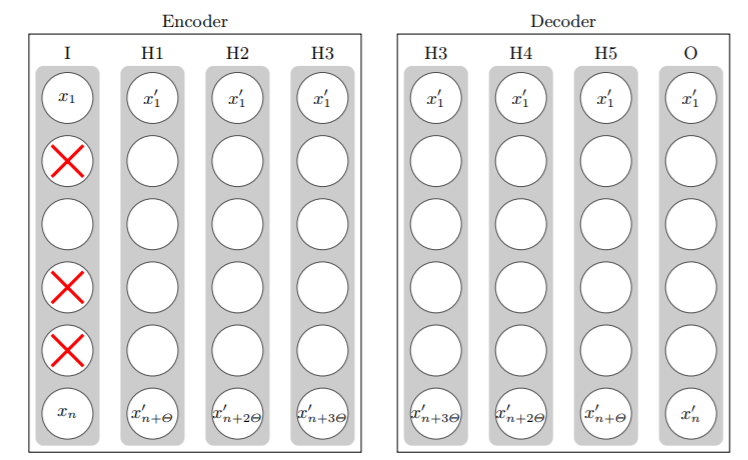 Encoder Decoder
I H1 H2 H3 H3 H4 H5 O
x₁ x′₁ x′₁ x′₁ x′₁ x′₁ x′₁ x′₁
xₙ x′ₙ₊Θ x′ₙ₊₂Θ x′ₙ₊₃Θ x′ₙ₊₃Θ x′ₙ₊₂Θ x′ₙ₊Θ x′ₙ